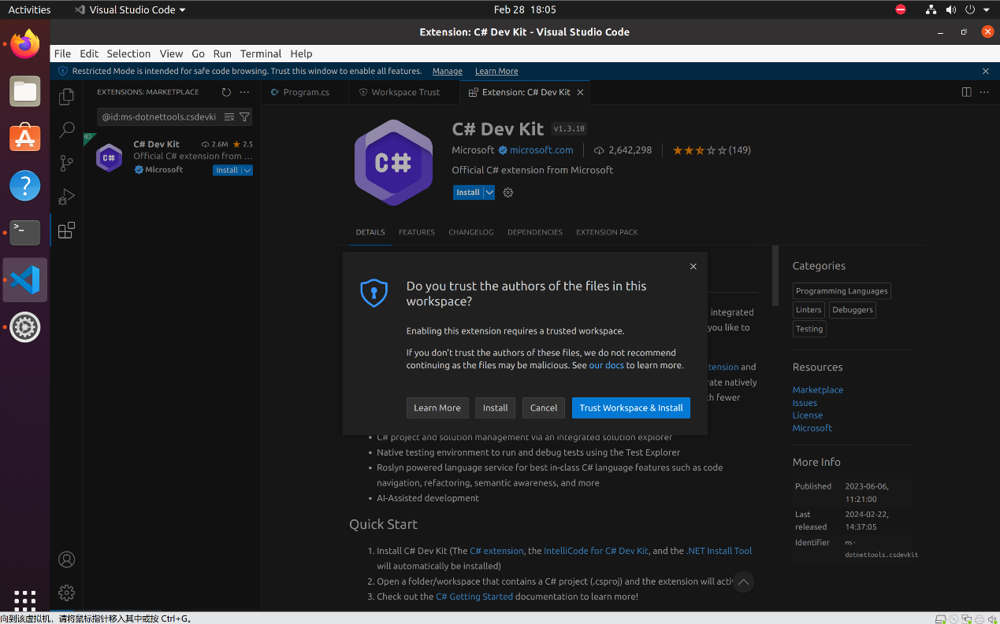 Activities
Visual Studio Code
Feb 28 18:05
Extension: C# Dev Kit - Visual Studio Code
File Edit Selection View Go Run Terminal Help
Restricted Mode is intended for safe code browsing. Trust this window to enable all features. Manage Learn More
EXTENSIONS: MARKETPLACE
Program.cs
Workspace Trust
Extension: C# Dev Kit
@id:ms-dotnettools.csdevki
C# Dev Kit 2.6M 2.5
Official C# extension from ...
Microsoft Install
C#
C# Dev Kit v1.3.10
Microsoft microsoft.com 2,642,298 (149)
Official C# extension from Microsoft
Install
DETAILS FEATURES CHANGELOG DEPENDENCIES EXTENSION PACK
Do you trust the authors of the files in this
workspace?
Enabling this extension requires a trusted workspace.
If you don't trust the authors of these files, we do not recommend
continuing as the files may be malicious. See our docs to learn more.
Learn More Install Cancel Trust Workspace & Install
integrated
you like to
tension and
rate natively
h fewer
• C# project and solution management via an integrated solution explorer
• Native testing environment to run and debug tests using the Test Explorer
• Roslyn powered language service for best in-class C# language features such as code
navigation, refactoring, semantic awareness, and more
• AI-Assisted development
Quick Start
1. Install C# Dev Kit (The C# extension, the IntelliCode for C# Dev Kit, and the .NET Install Tool
will automatically be installed)
2. Open a folder/workspace that contains a C# project (.csproj) and the extension will acti
3. Check out the C# Getting Started documentation to learn more!
Categories
Programming Languages
Linters Debuggers
Testing
Resources
Marketplace
Issues
License
Microsoft
More Info
Published 2023-06-06,
11:21:00
Last 2024-02-22,
released 14:37:05
Identifier ms-
dotnettools.csdevkit
向到该虚拟机，请将鼠标指针移入其中或按 Ctrl+G。